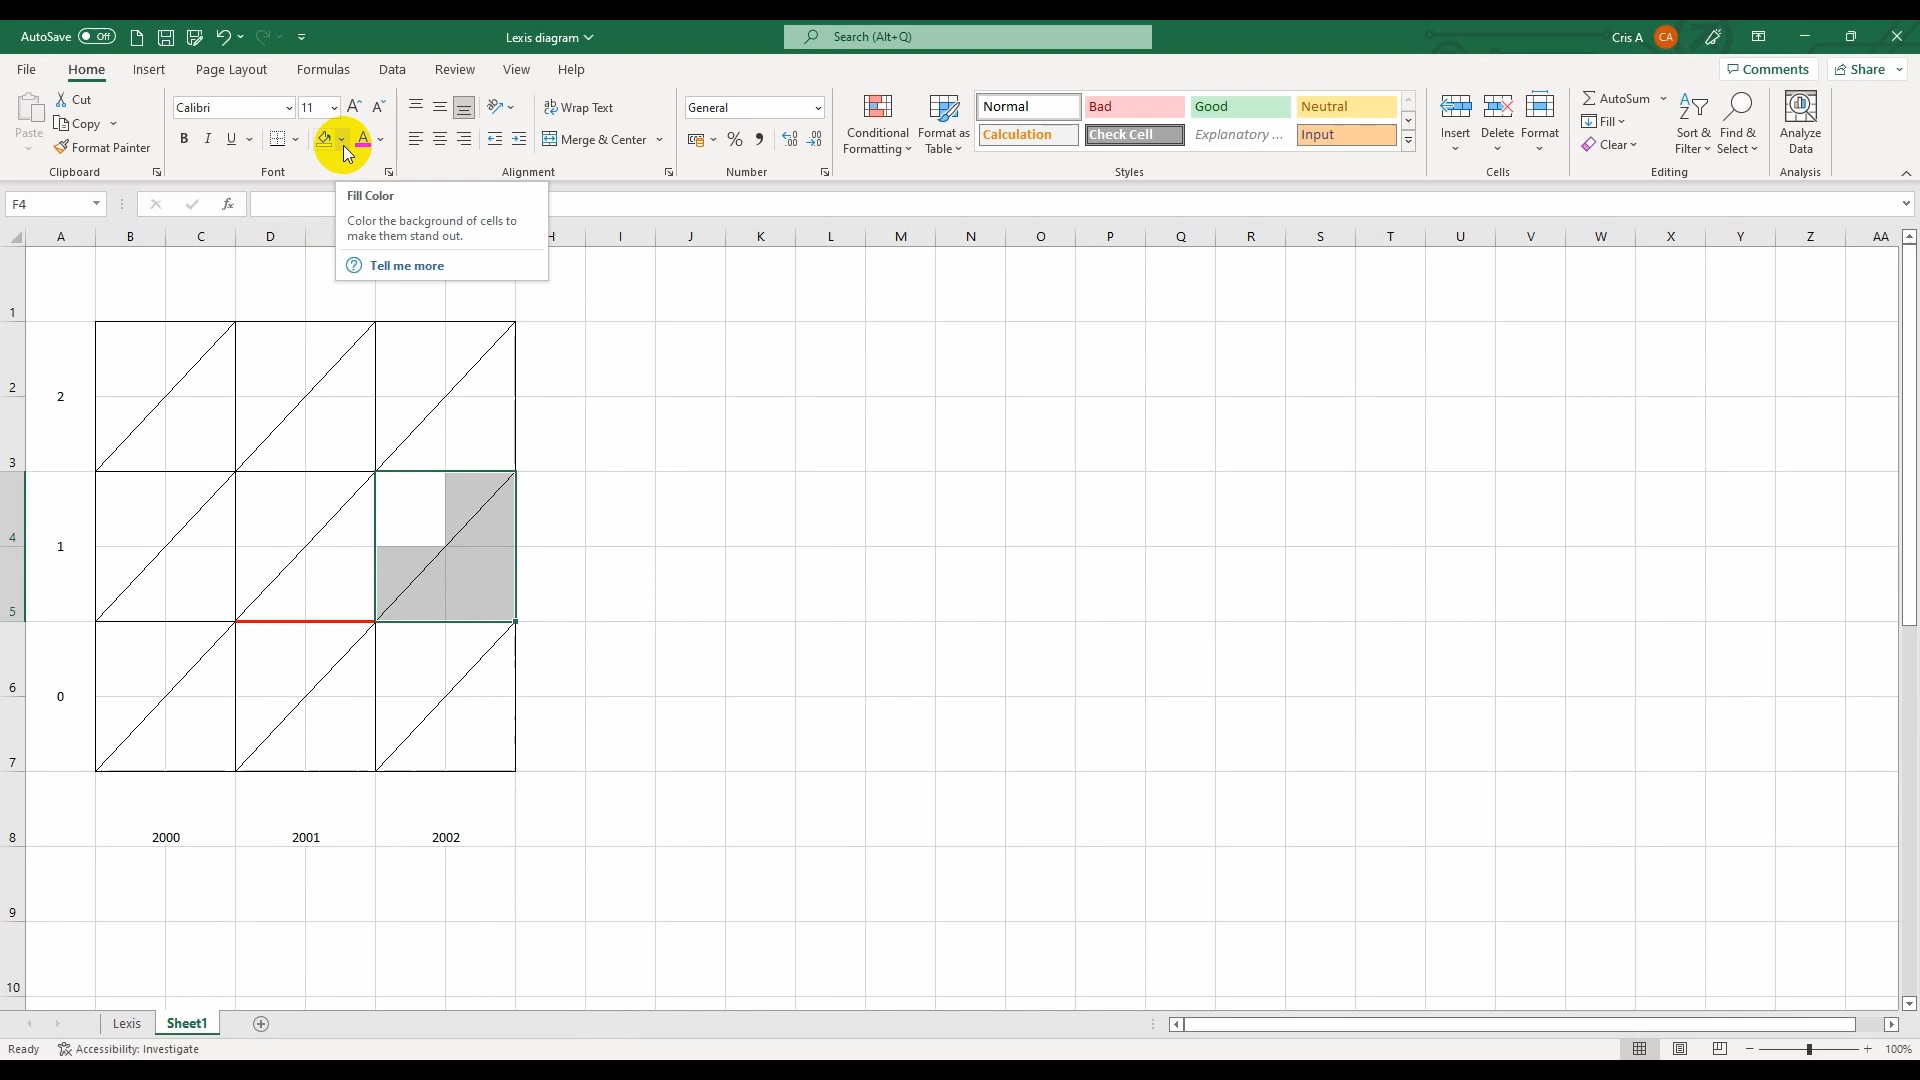 AutoSave Off Lexis diagram Search (Alt+Q) Cris A CA
File Home Insert Page Layout Formulas Data Review View Help Comments Share
Paste Cut Copy Format Painter
Calibri 11 B I U A
Wrap Text Merge & Center
General % 9 .00
Conditional Formatting Format as Table
Normal Bad Good Neutral
Calculation Check Cell Explanatory ... Input
Insert Delete Format
AutoSum Fill Clear
Sort & Filter Find & Select
Analyze Data
Clipboard Font Alignment Number Styles Cells Editing Analysis
F4 fx
Fill Color
Color the background of cells to
make them stand out.
Tell me more
A B C D H I J K L M N O P Q R S T U V W X Y Z AA
1
2
2
3
4
1
5
6
0
7
8 2000 2001 2002
9
10
Lexis Sheet1
Ready Accessibility: Investigate 100%